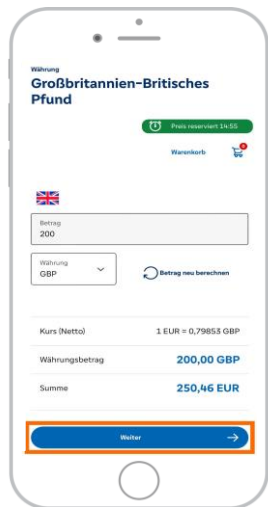 Währung
Großbritannien-Britisches
Pfund
Preis reserviert 14:55
Warenkorb
0
Betrag
200
Währung
GBP
Betrag neu berechnen
Kurs (Netto) 1 EUR = 0,79853 GBP
Währungsbetrag 200,00 GBP
Summe 250,46 EUR
Weiter